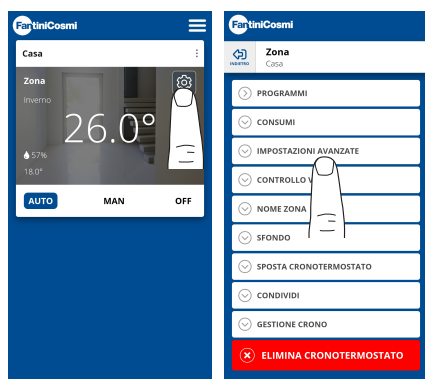 FantiniCosmi
Casa
Zona
Inverno
26.0°
57%
18.0°
AUTO MAN OFF
FantiniCosmi
INDIETRO
Zona
Casa
PROGRAMMI
CONSUMI
IMPOSTAZIONI AVANZATE
CONTROLLO
NOME ZONA
SFONDO
SPOSTA CRONOTERMOSTATO
CONDIVIDI
GESTIONE CRONO
ELIMINA CRONOTERMOSTATO